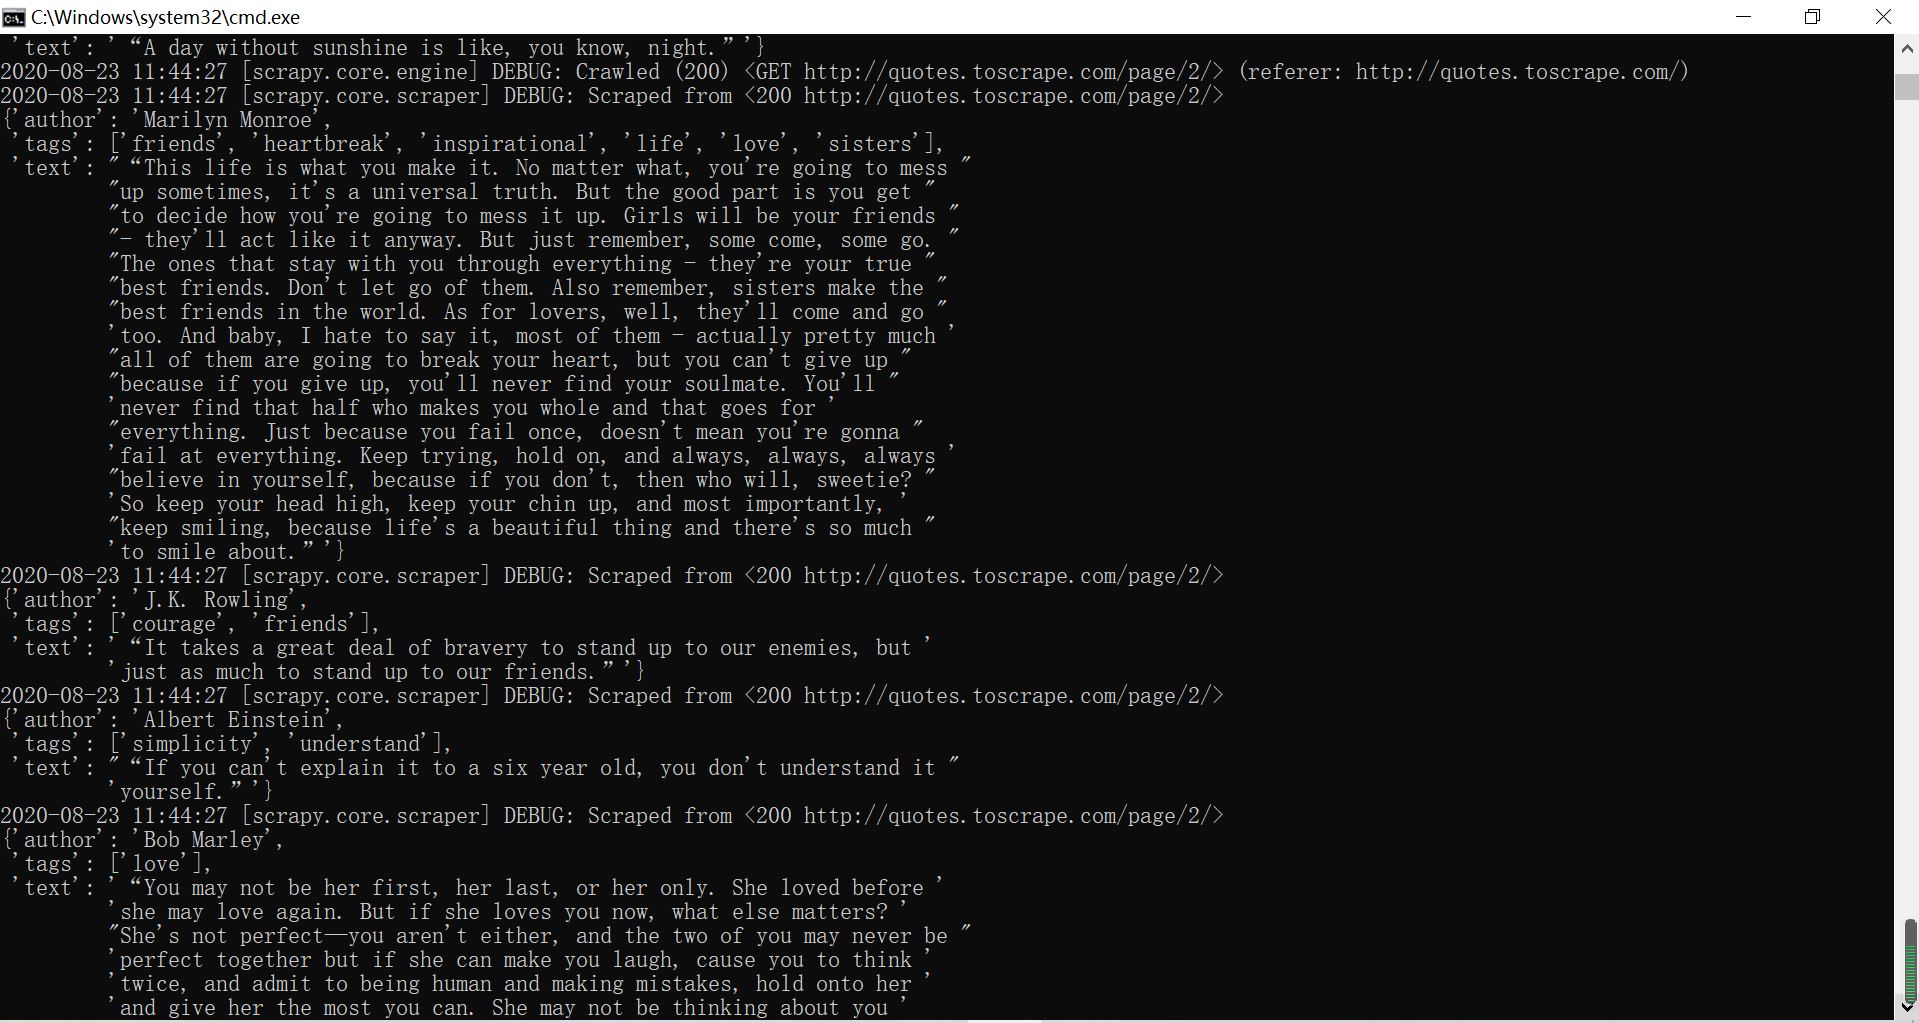 C:\Windows\system32\cmd.exe
 'text': '“A day without sunshine is like, you know, night.”'}
2020-08-23 11:44:27 [scrapy.core.engine] DEBUG: Crawled (200) <GET http://quotes.toscrape.com/page/2/> (referer: http://quotes.toscrape.com/)
2020-08-23 11:44:27 [scrapy.core.scraper] DEBUG: Scraped from <200 http://quotes.toscrape.com/page/2/>
{'author': 'Marilyn Monroe',
 'tags': ['friends', 'heartbreak', 'inspirational', 'life', 'love', 'sisters'],
 'text': "“This life is what you make it. No matter what, you're going to mess "
         "up sometimes, it's a universal truth. But the good part is you get "
         "to decide how you're going to mess it up. Girls will be your friends "
         "- they'll act like it anyway. But just remember, some come, some go. "
         "The ones that stay with you through everything - they're your true "
         "best friends. Don't let go of them. Also remember, sisters make the "
         "best friends in the world. As for lovers, well, they'll come and go "
         'too. And baby, I hate to say it, most of them - actually pretty much '
         "all of them are going to break your heart, but you can't give up "
         "because if you give up, you'll never find your soulmate. You'll "
         'never find that half who makes you whole and that goes for '
         "everything. Just because you fail once, doesn't mean you're gonna "
         'fail at everything. Keep trying, hold on, and always, always, always '
         "believe in yourself, because if you don't, then who will, sweetie? "
         'So keep your head high, keep your chin up, and most importantly, '
         "keep smiling, because life's a beautiful thing and there's so much "
         'to smile about.”'}
2020-08-23 11:44:27 [scrapy.core.scraper] DEBUG: Scraped from <200 http://quotes.toscrape.com/page/2/>
{'author': 'J.K. Rowling',
 'tags': ['courage', 'friends'],
 'text': '“It takes a great deal of bravery to stand up to our enemies, but '
         'just as much to stand up to our friends.”'}
2020-08-23 11:44:27 [scrapy.core.scraper] DEBUG: Scraped from <200 http://quotes.toscrape.com/page/2/>
{'author': 'Albert Einstein',
 'tags': ['simplicity', 'understand'],
 'text': "“If you can't explain it to a six year old, you don't understand it "
         'yourself.”'}
2020-08-23 11:44:27 [scrapy.core.scraper] DEBUG: Scraped from <200 http://quotes.toscrape.com/page/2/>
{'author': 'Bob Marley',
 'tags': ['love'],
 'text': '“You may not be her first, her last, or her only. She loved before '
         'she may love again. But if she loves you now, what else matters? '
         "She's not perfect—you aren't either, and the two of you may never be "
         'perfect together but if she can make you laugh, cause you to think '
         'twice, and admit to being human and making mistakes, hold onto her '
         'and give her the most you can. She may not be thinking about you '